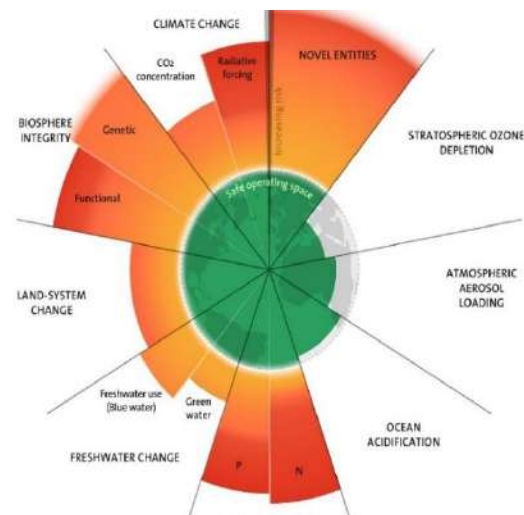 CLIMATE CHANGE
CO2
concentration
Radiative
forcing
NOVEL ENTITIES
Increasing risk
STRATOSPHERIC OZONE
DEPLETION
ATMOSPHERIC
AEROSOL
LOADING
OCEAN
ACIDIFICATION
N
P
FRESHWATER CHANGE
Green
water
Freshwater use
(Blue water)
LAND-SYSTEM
CHANGE
BIOSPHERE
INTEGRITY
Functional
Genetic
Safe operating space